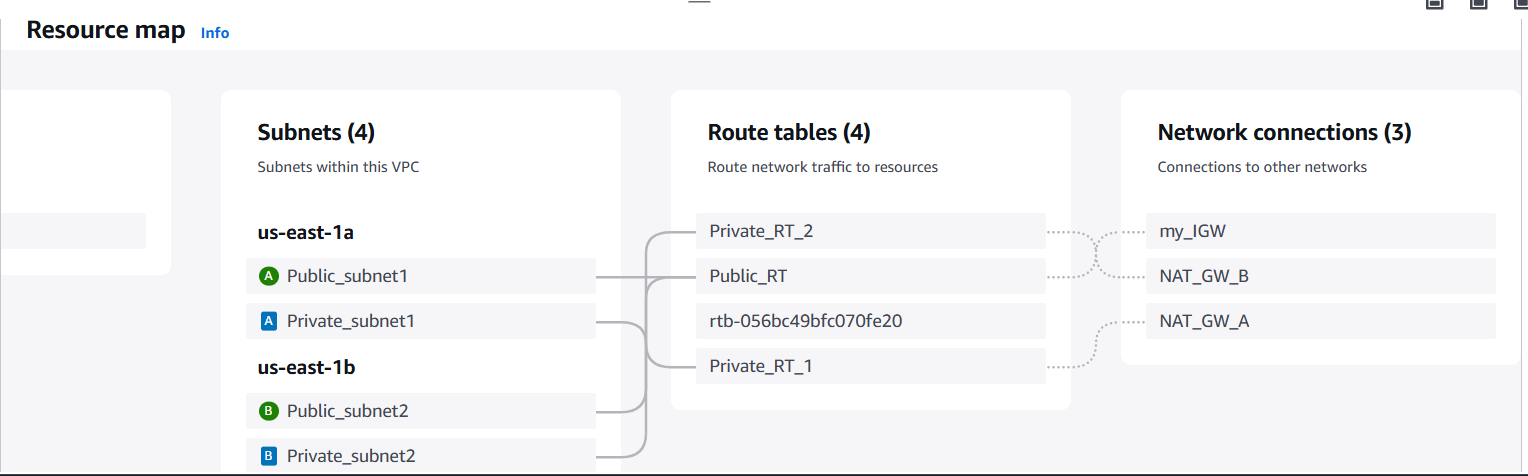 Resource map Info
Subnets (4)
Subnets within this VPC
us-east-1a
A Public_subnet1
A Private_subnet1
us-east-1b
B Public_subnet2
B Private_subnet2
Route tables (4)
Route network traffic to resources
Private_RT_2
Public_RT
rtb-056bc49bfc070fe20
Private_RT_1
Network connections (3)
Connections to other networks
my_IGW
NAT_GW_B
NAT_GW_A